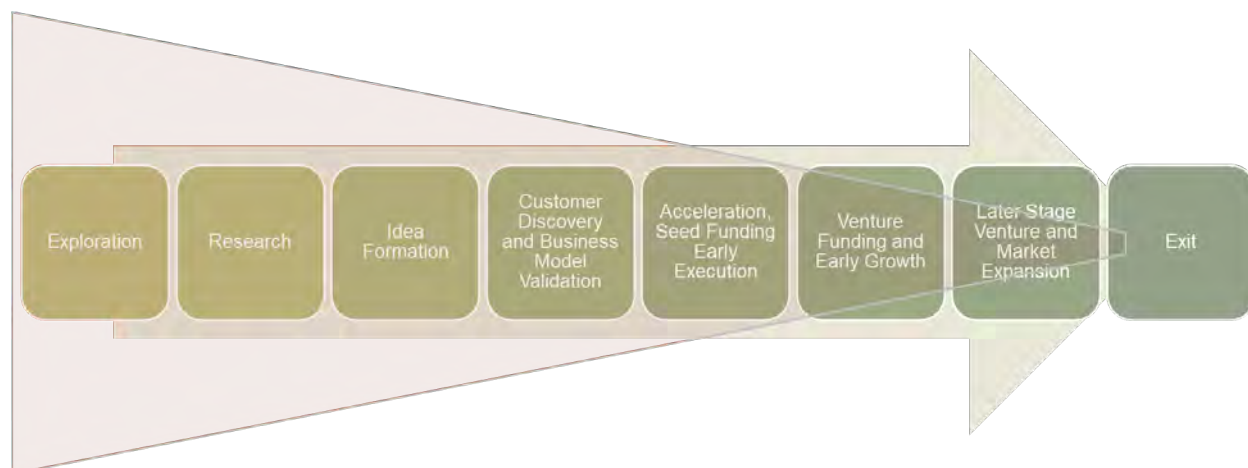 Exploration
Research
Idea
Formation
Customer
Discovery
and Business
Model
Validation
Acceleration,
Seed Funding
Early
Execution
Venture
Funding and
Early Growth
Later Stage
Venture and
Market
Expansion
Exit